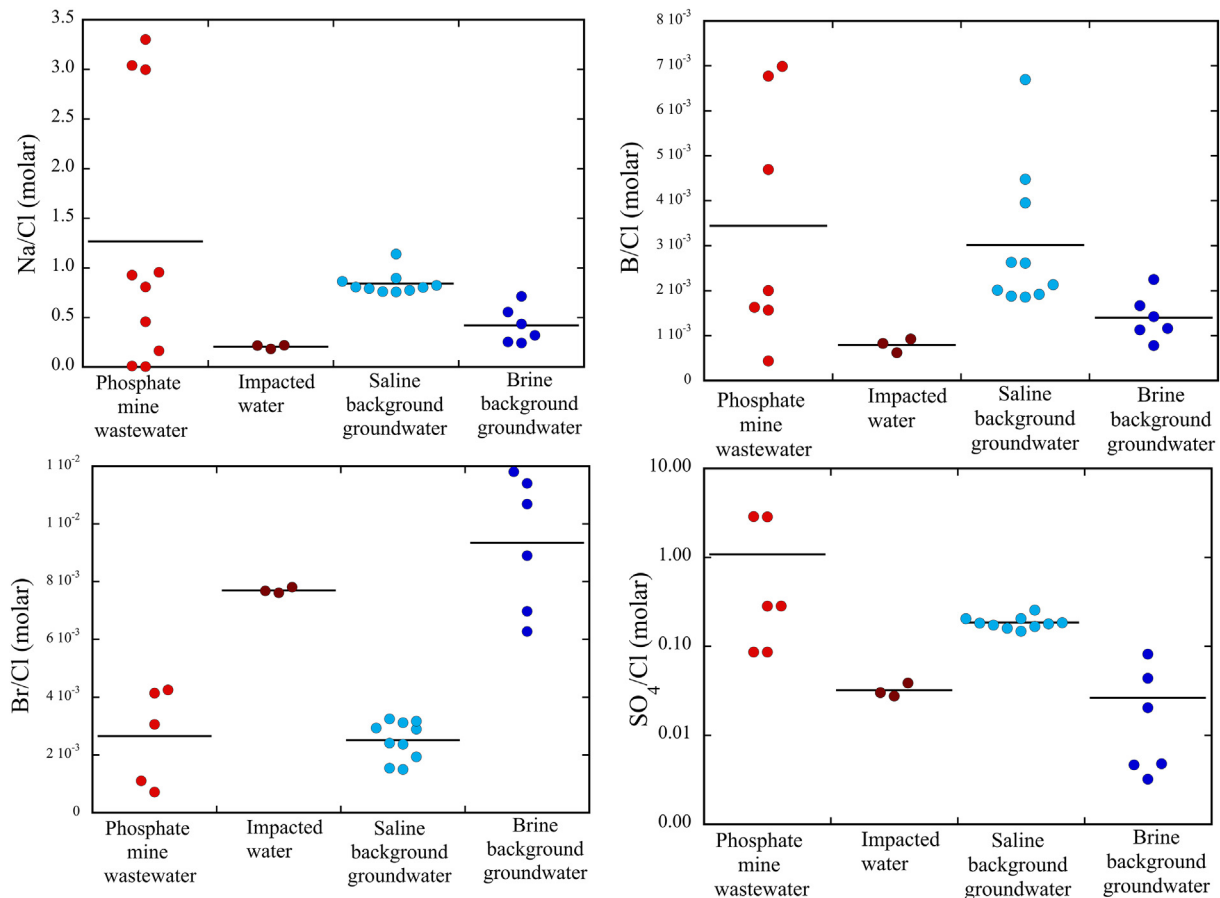 Na/Cl (molar)
3.5
3.0
2.5
2.0
1.5
1.0
0.5
0.0
Phosphate
mine
wastewater
Impacted
water
Saline
background
groundwater
Brine
background
groundwater
B/Cl (molar)
8 10⁻³
7 10⁻³
6 10⁻³
5 10⁻³
4 10⁻³
3 10⁻³
2 10⁻³
1 10⁻³
0
Phosphate
mine
wastewater
Impacted
water
Saline
background
groundwater
Brine
background
groundwater
Br/Cl (molar)
1 10⁻²
1 10⁻²
8 10⁻³
6 10⁻³
4 10⁻³
2 10⁻³
0
Phosphate
mine
wastewater
Impacted
water
Saline
background
groundwater
Brine
background
groundwater
SO₄/Cl (molar)
10.00
1.00
0.10
0.01
0.00
Phosphate
mine
wastewater
Impacted
water
Saline
background
groundwater
Brine
background
groundwater